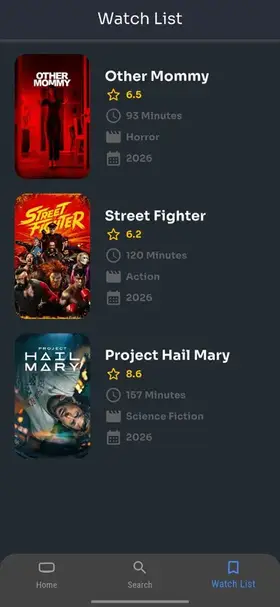 Watch List
OTHER
MOMMY
Other Mommy
6.5
93 Minutes
Horror
2026
STREET
FIGHTER
Street Fighter
6.2
120 Minutes
Action
2026
PROJECT
HAIL
MARY
Project Hail Mary
8.6
157 Minutes
Science Fiction
2026
Home
Search
Watch List